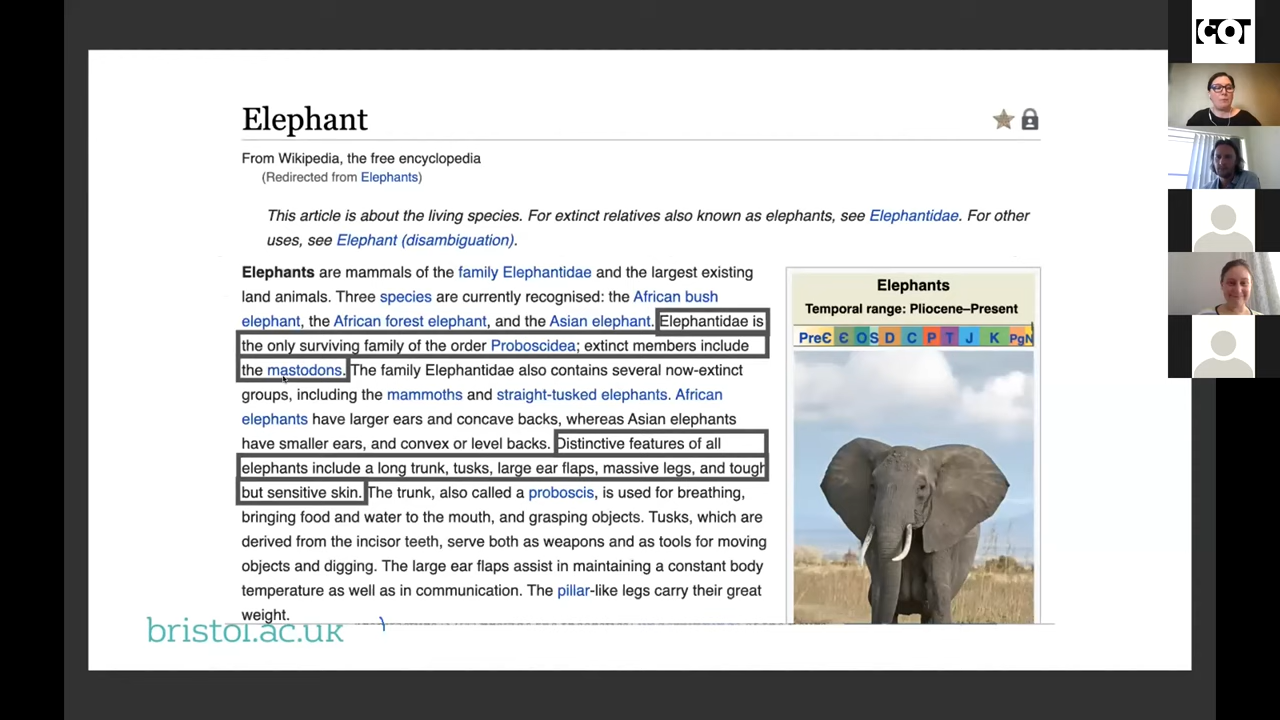 Elephant
From Wikipedia, the free encyclopedia
(Redirected from Elephants)
This article is about the living species. For extinct relatives also known as elephants, see Elephantidae. For other
uses, see Elephant (disambiguation).
Elephants are mammals of the family Elephantidae and the largest existing
land animals. Three species are currently recognised: the African bush
elephant, the African forest elephant, and the Asian elephant. Elephantidae is
the only surviving family of the order Proboscidea; extinct members include
the mastodons. The family Elephantidae also contains several now-extinct
groups, including the mammoths and straight-tusked elephants. African
elephants have larger ears and concave backs, whereas Asian elephants
have smaller ears, and convex or level backs. Distinctive features of all
elephants include a long trunk, tusks, large ear flaps, massive legs, and tough
but sensitive skin. The trunk, also called a proboscis, is used for breathing,
bringing food and water to the mouth, and grasping objects. Tusks, which are
derived from the incisor teeth, serve both as weapons and as tools for moving
objects and digging. The large ear flaps assist in maintaining a constant body
temperature as well as in communication. The pillar-like legs carry their great
weight.
Elephants
Temporal range: Pliocene–Present
PreꞒ Ꞓ O S D C P T J K PgN
bristol.ac.uk